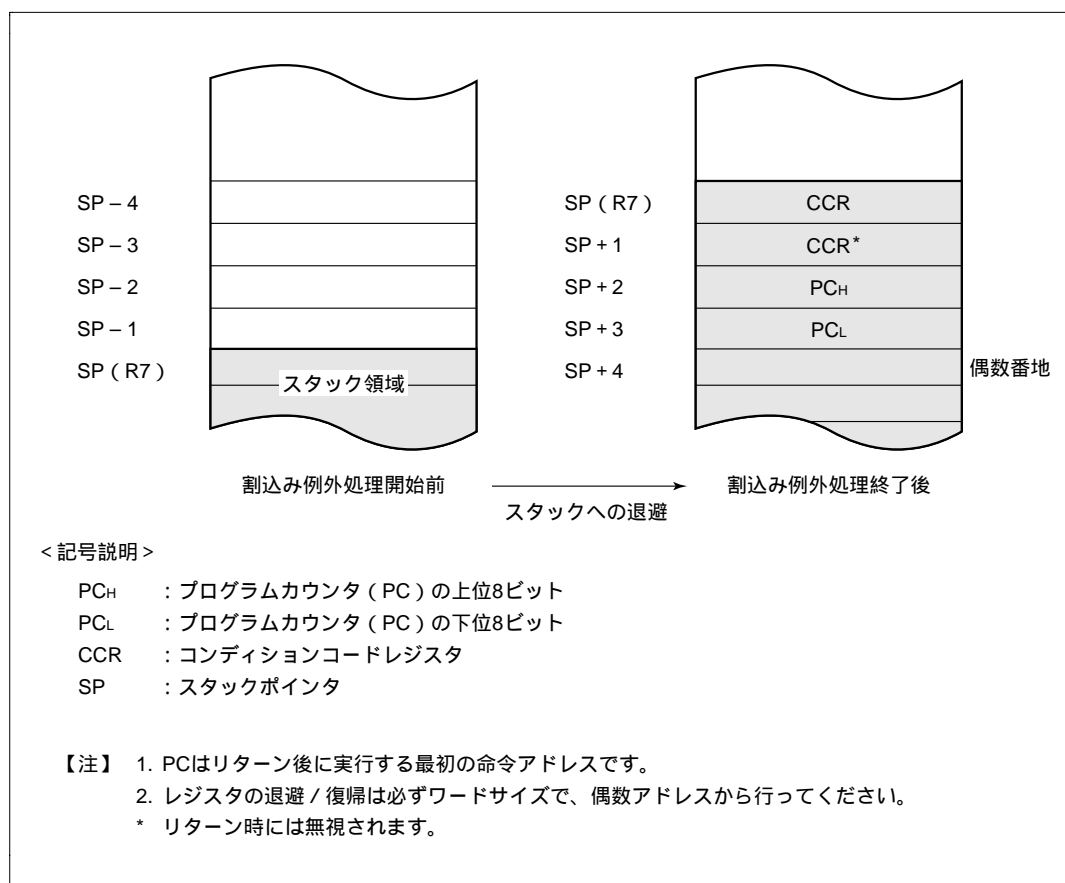 SP – 4 SP ( R7 ) CCR
SP – 3 SP + 1 CCR*
SP – 2 SP + 2 PCH
SP – 1 SP + 3 PCL
SP ( R7 ) スタック領域 SP + 4 偶数番地
割込み例外処理開始前 割込み例外処理終了後
スタックへの退避
<記号説明>
PCH :プログラムカウンタ(PC)の上位8ビット
PCL :プログラムカウンタ(PC)の下位8ビット
CCR :コンディションコードレジスタ
SP :スタックポインタ
【注】 1. PCはリターン後に実行する最初の命令アドレスです。
2. レジスタの退避/復帰は必ずワードサイズで、偶数アドレスから行ってください。
* リターン時には無視されます。